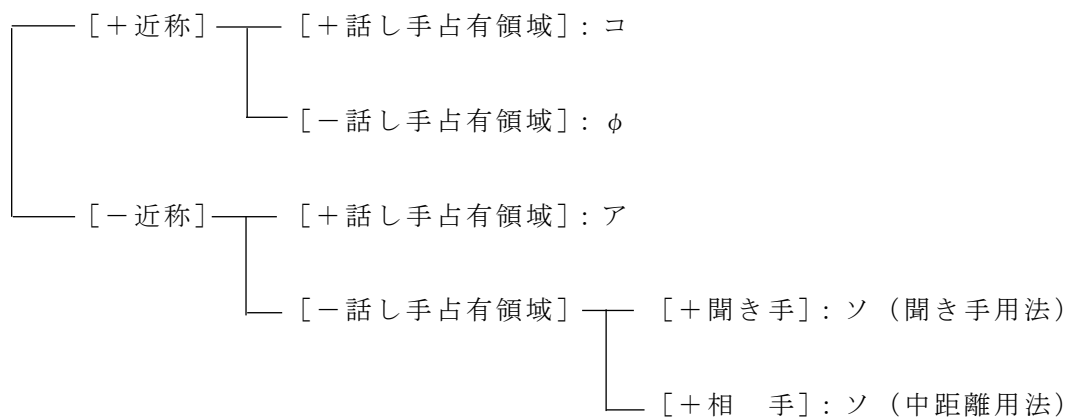 [＋近称] [＋話し手占有領域]：コ
[－話し手占有領域]：φ
[－近称] [＋話し手占有領域]：ア
[－話し手占有領域] [＋聞き手]：ソ（聞き手用法）
[＋相　手]：ソ（中距離用法）